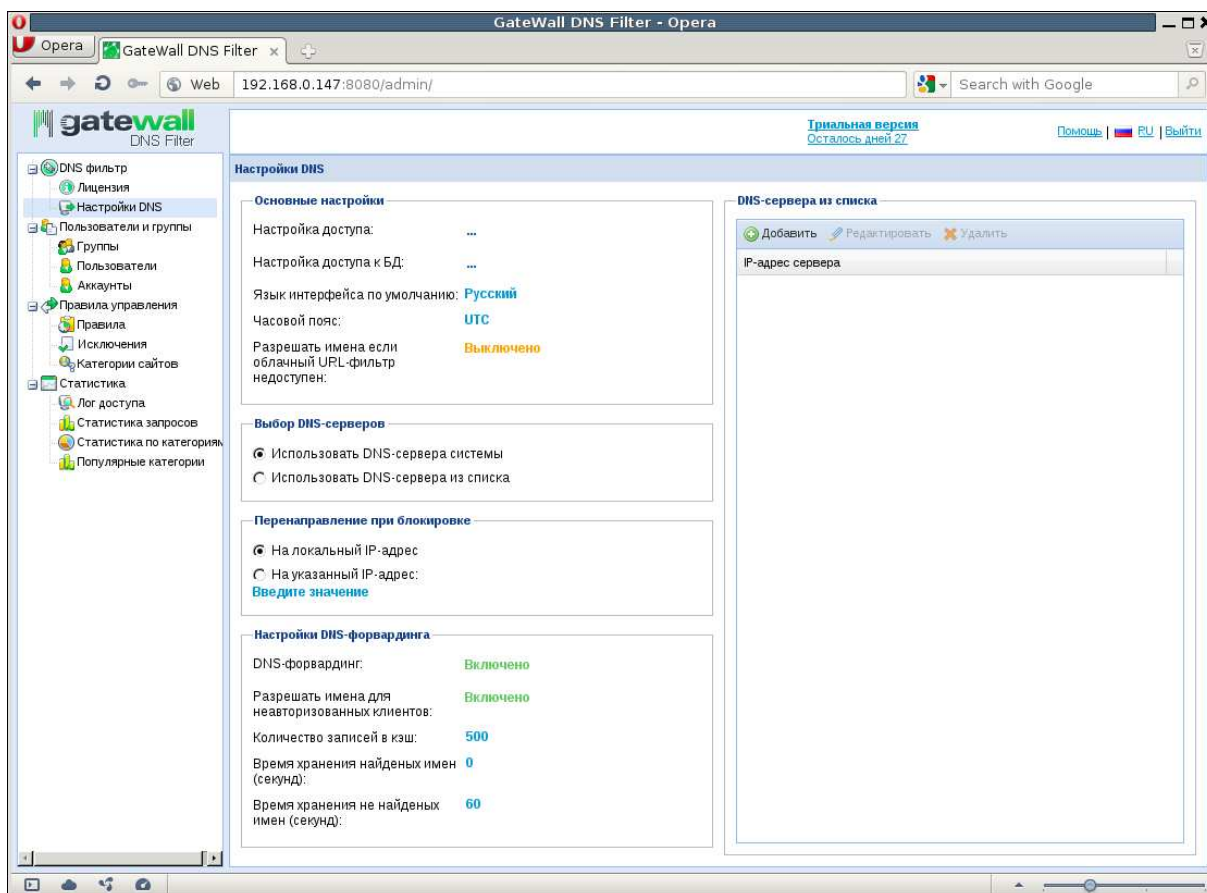 GateWall DNS Filter - Opera
Opera
GateWall DNS Filter
Web
192.168.0.147:8080/admin/
Search with Google
gatewall
DNS Filter
Триальная версия
Осталось дней 27
Помощь | RU | Выйти
DNS фильтр
Лицензия
Настройки DNS
Пользователи и группы
Группы
Пользователи
Аккаунты
Правила управления
Правила
Исключения
Категории сайтов
Статистика
Лог доступа
Статистика запросов
Статистика по категориям
Популярные категории
Настройки DNS
Основные настройки
Настройка доступа: ...
Настройка доступа к БД: ...
Язык интерфейса по умолчанию: Русский
Часовой пояс: UTC
Разрешать имена если Выключено
облачный URL-фильтр
недоступен:
Выбор DNS-серверов
Использовать DNS-сервера системы
Использовать DNS-сервера из списка
Перенаправление при блокировке
На локальный IP-адрес
На указанный IP-адрес:
Введите значение
Настройки DNS-форвардинга
DNS-форвардинг: Включено
Разрешать имена для Включено
неавторизованных клиентов:
Количество записей в кэш: 500
Время хранения найденых имен 0
(секунд):
Время хранения не найденых 60
имен (секунд):
DNS-сервера из списка
Добавить Редактировать Удалить
IP-адрес сервера